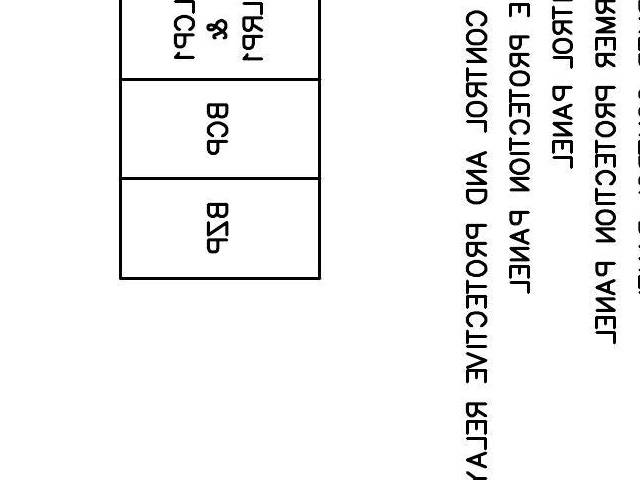 LCP1
&
LRP1
BCP
BZP
CONTROL AND PROTECTIVE RELAY
E PROTECTION PANEL
TROL PANEL
RMER PROTECTION PANEL